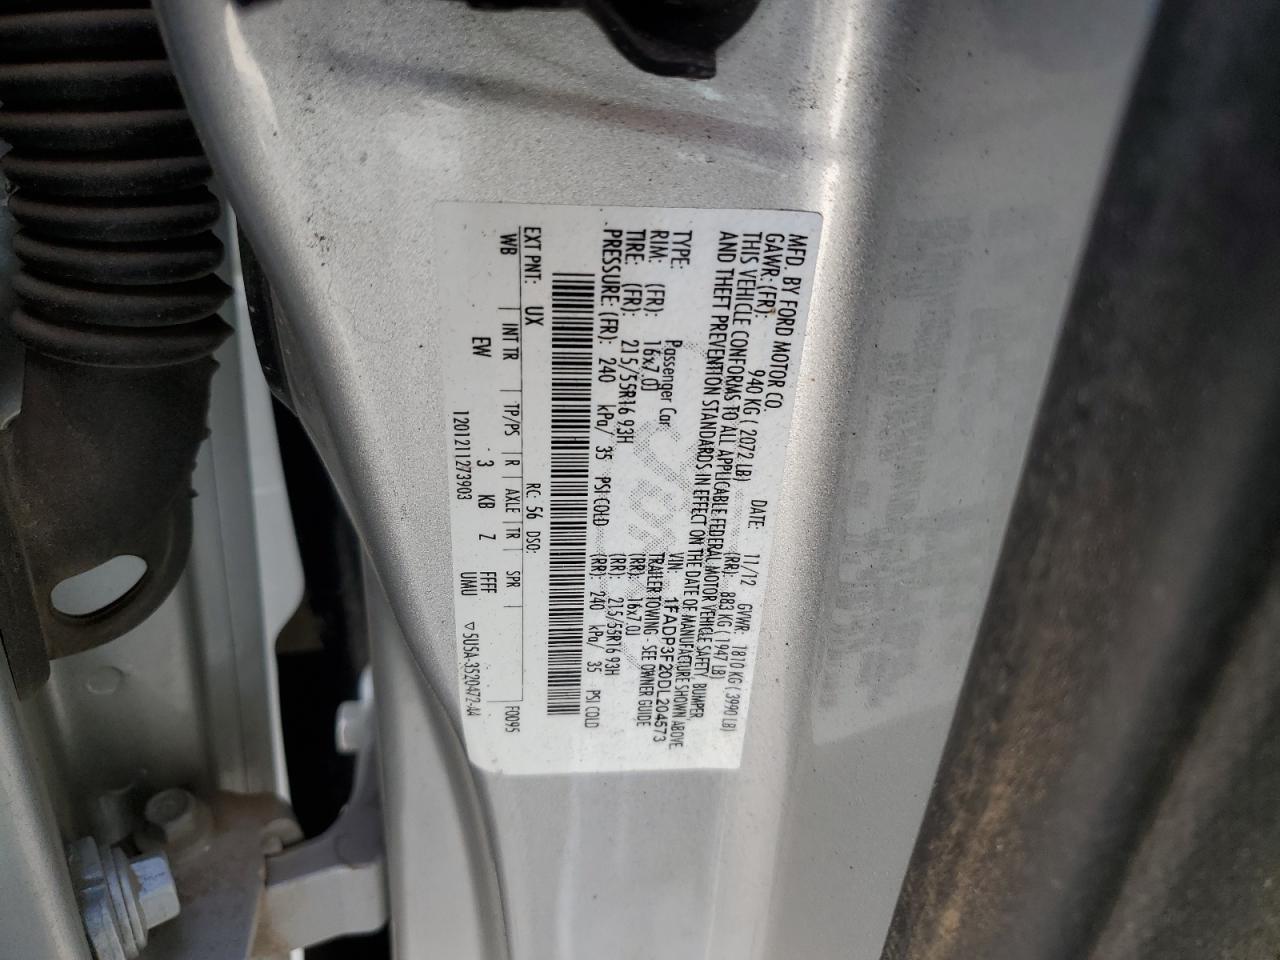 MFD. BY FORD MOTOR CO.
DATE: 11/12 GVWR: 1810 KG ( 3990 LB)
GAWR: (FR): 940 KG ( 2072 LB) (RR): 883 KG ( 1947 LB)
THIS VEHICLE CONFORMS TO ALL APPLICABLE FEDERAL MOTOR VEHICLE SAFETY, BUMPER,
AND THEFT PREVENTION STANDARDS IN EFFECT ON THE DATE OF MANUFACTURE SHOWN ABOVE
VIN: 1FADP3F20DL204573
TYPE: Passenger Car TRAILER TOWING - SEE OWNER GUIDE
RIM: (FR): 16x7.0J (RR): 16x7.0J
TIRE: (FR): 215/55R16 93H (RR): 215/55R16 93H
PRESSURE: (FR): 240 kPa/ 35 PSI COLD (RR): 240 kPa/ 35 PSI COLD
EXT PNT: UX RC: 56 DSO: F0095
WB INT TR TP/PS R AXLE TR SPR
EW 3 KB Z FFFF
UMU
1201211273903 ▽ 5U5A-3520472-AA